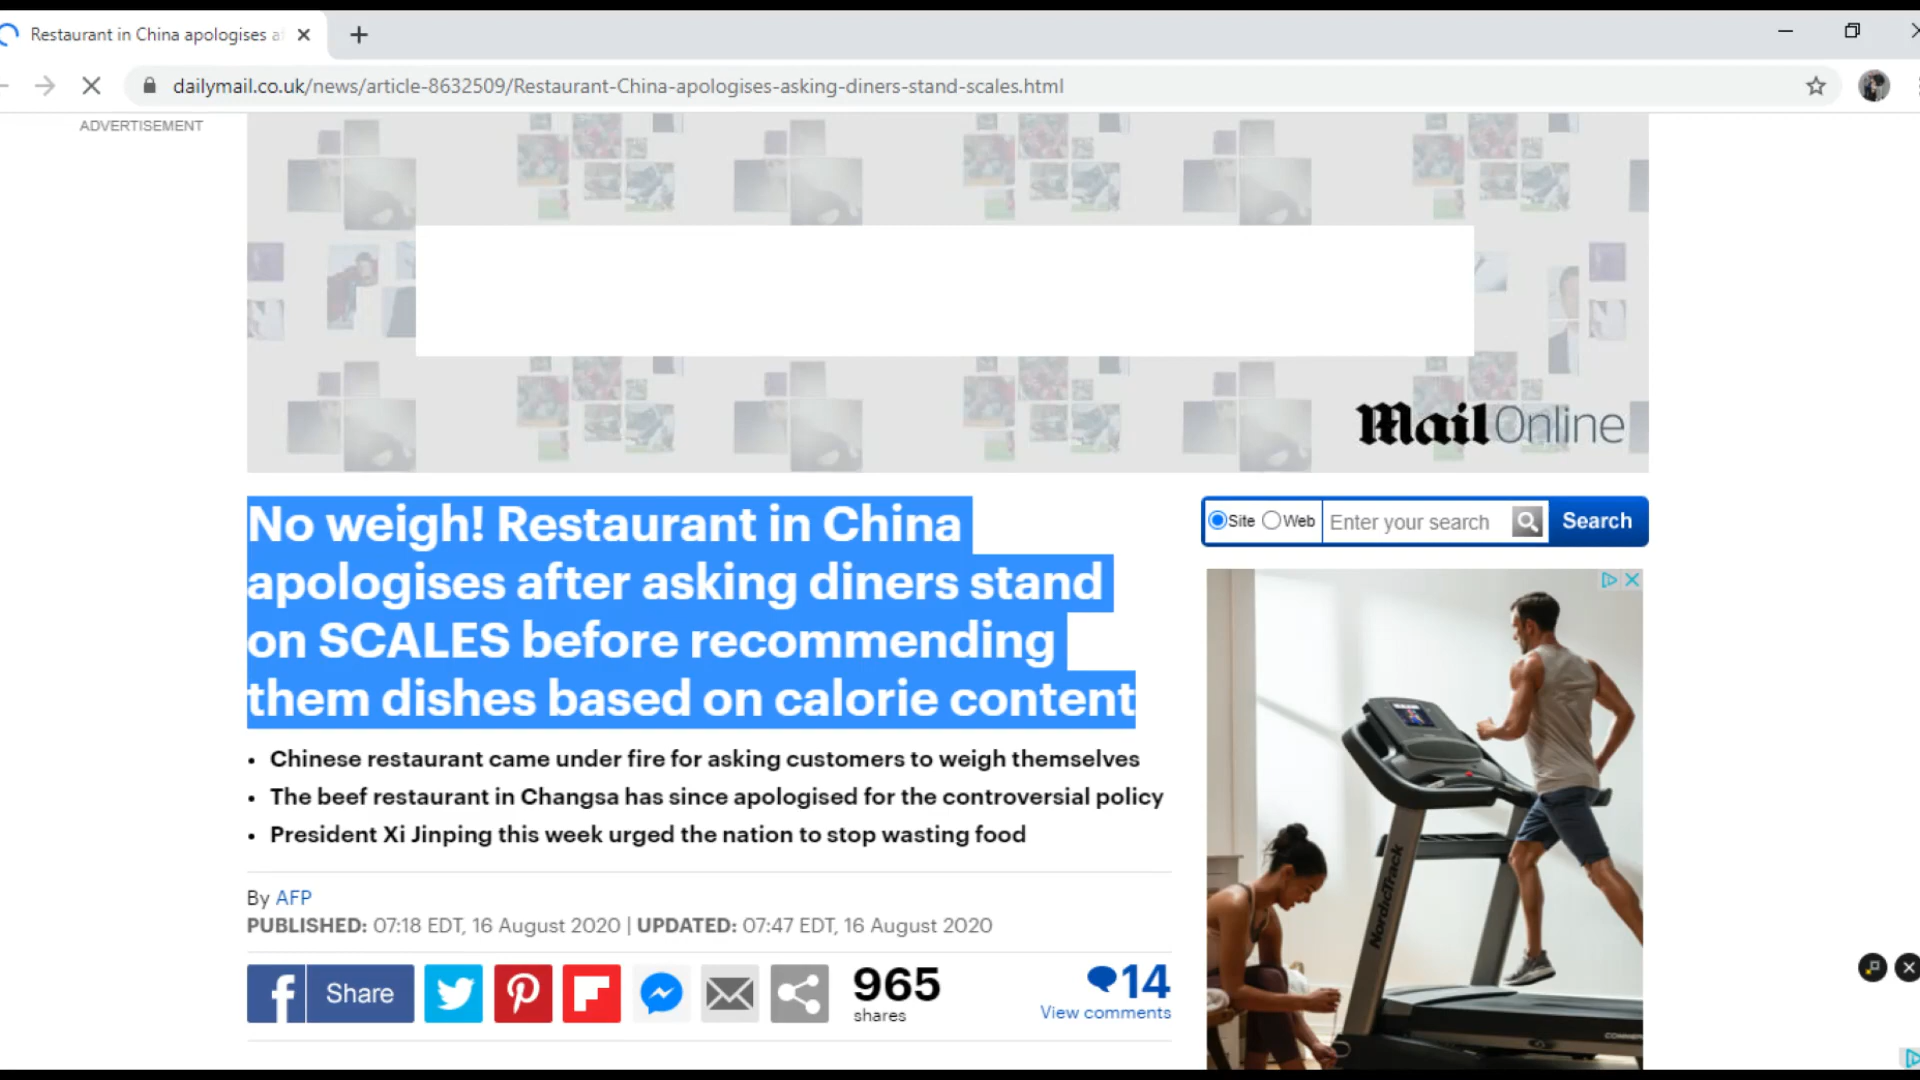 Restaurant in China apologises a
dailymail.co.uk/news/article-8632509/Restaurant-China-apologises-asking-diners-stand-scales.html
ADVERTISEMENT
Mail Online
No weigh! Restaurant in China
apologises after asking diners stand
on SCALES before recommending
them dishes based on calorie content
• Chinese restaurant came under fire for asking customers to weigh themselves
• The beef restaurant in Changsa has since apologised for the controversial policy
• President Xi Jinping this week urged the nation to stop wasting food
By AFP
PUBLISHED: 07:18 EDT, 16 August 2020 | UPDATED: 07:47 EDT, 16 August 2020
Share
965
shares
14
View comments
Site Web Enter your search Search
NordicTrack